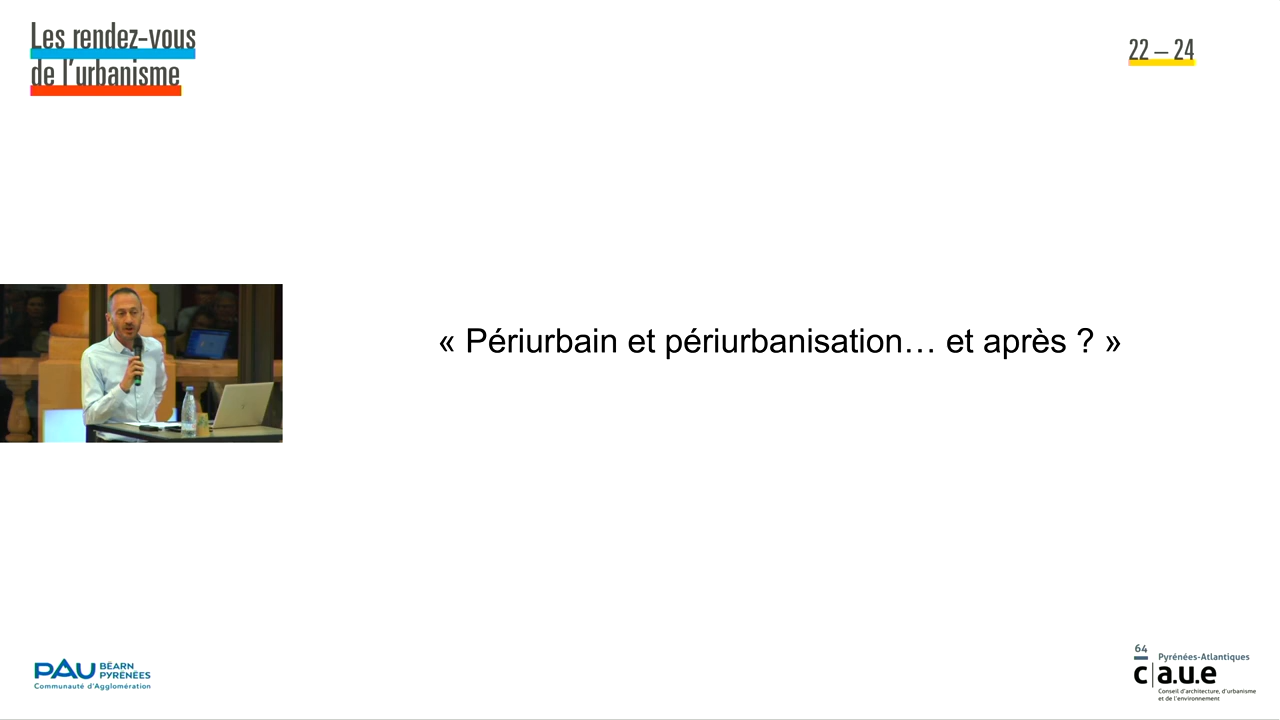 Les rendez-vous
de l'urbanisme
22 — 24
« Périurbain et périurbanisation… et après ? »
PAU BÉARN
PYRÉNÉES
Communauté d'Agglomération
64
Pyrénées-Atlantiques
c|a.u.e
Conseil d'architecture, d'urbanisme
et de l'environnement